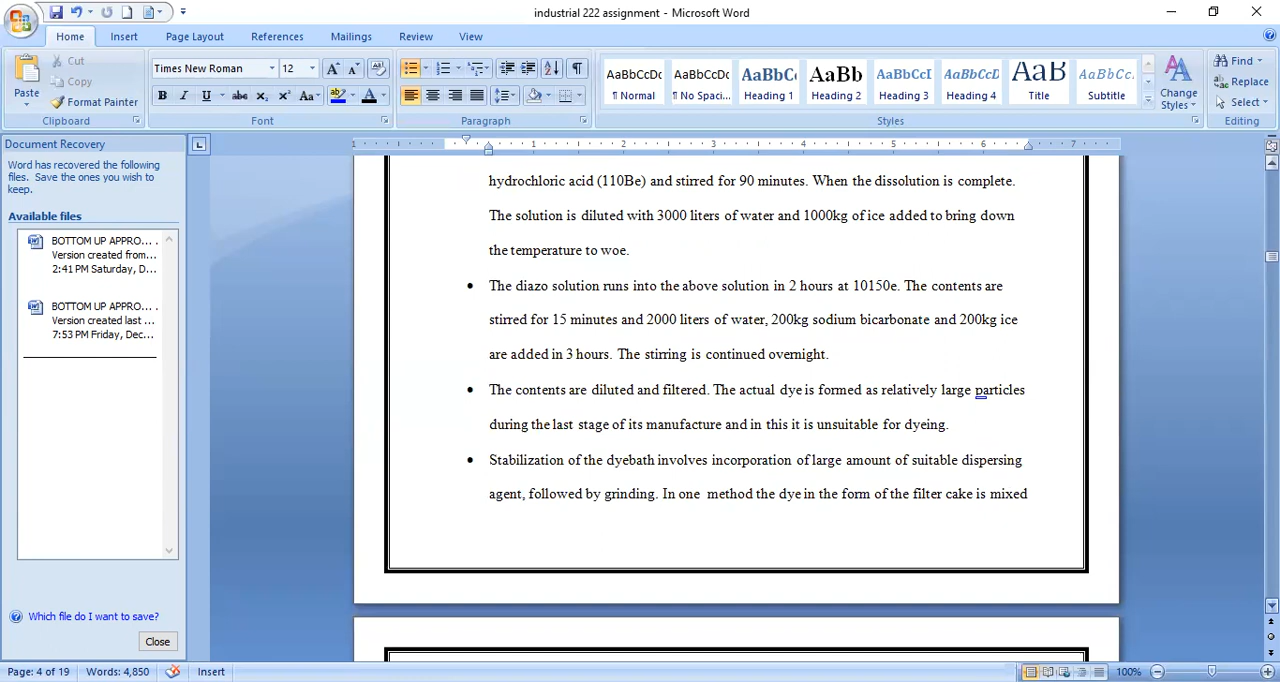 industrial 222 assignment - Microsoft Word
Home Insert Page Layout References Mailings Review View
Paste
Cut
Copy
Format Painter
Clipboard
Times New Roman 12
Font
Paragraph
AaBbCcDc AaBbCcDc AaBbC AaBb AaBbCcI AaBbCcD AaB AaBbCcD
¶ Normal ¶ No Spaci... Heading 1 Heading 2 Heading 3 Heading 4 Title Subtitle
Change
Styles
Styles
Find
Replace
Select
Editing
Document Recovery
Word has recovered the following
files. Save the ones you wish to
keep.
Available files
BOTTOM UP APPRO...
Version created from...
2:41 PM Saturday, D...
BOTTOM UP APPRO...
Version created last ...
7:53 PM Friday, Dec...
Which file do I want to save?
Close
1 1 2 3 4 5 6 7
hydrochloric acid (110Be) and stirred for 90 minutes. When the dissolution is complete.
The solution is diluted with 3000 liters of water and 1000kg of ice added to bring down
the temperature to woe.
• The diazo solution runs into the above solution in 2 hours at 10150e. The contents are
stirred for 15 minutes and 2000 liters of water, 200kg sodium bicarbonate and 200kg ice
are added in 3 hours. The stirring is continued overnight.
• The contents are diluted and filtered. The actual dye is formed as relatively large particles
during the last stage of its manufacture and in this it is unsuitable for dyeing.
• Stabilization of the dyebath involves incorporation of large amount of suitable dispersing
agent, followed by grinding. In one method the dye in the form of the filter cake is mixed
Page: 4 of 19 Words: 4,850 Insert 100%